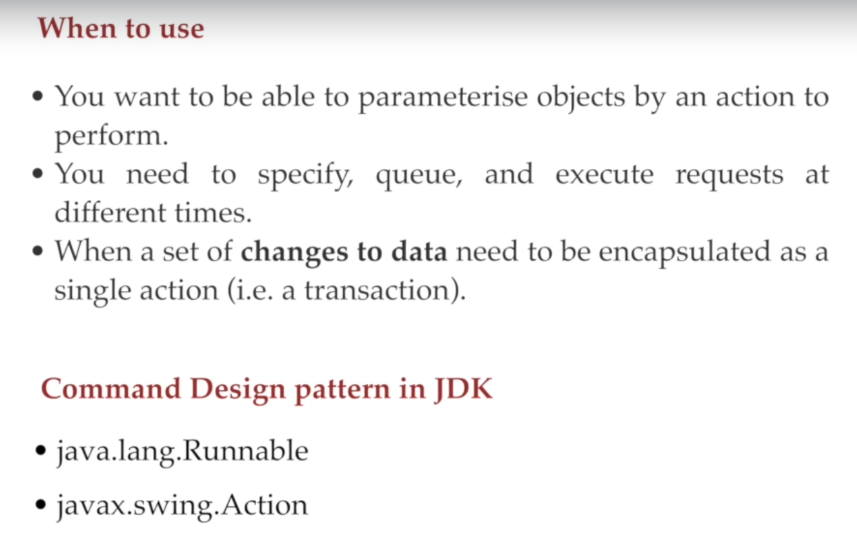 When to use
• You want to be able to parameterise objects by an action to
perform.
• You need to specify, queue, and execute requests at
different times.
• When a set of changes to data need to be encapsulated as a
single action (i.e. a transaction).
Command Design pattern in JDK
• java.lang.Runnable
• javax.swing.Action